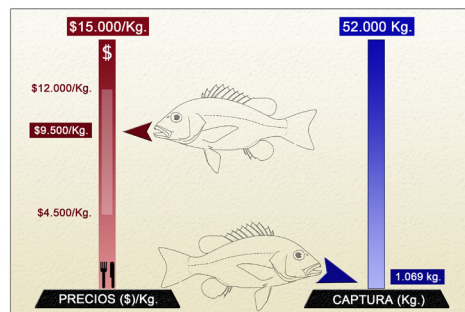 $15.000/Kg.
52.000 Kg.
$
$12.000/Kg.
$9.500/Kg.
$4.500/Kg.
1.069 kg.
PRECIOS ($)/Kg.
CAPTURA (Kg.)